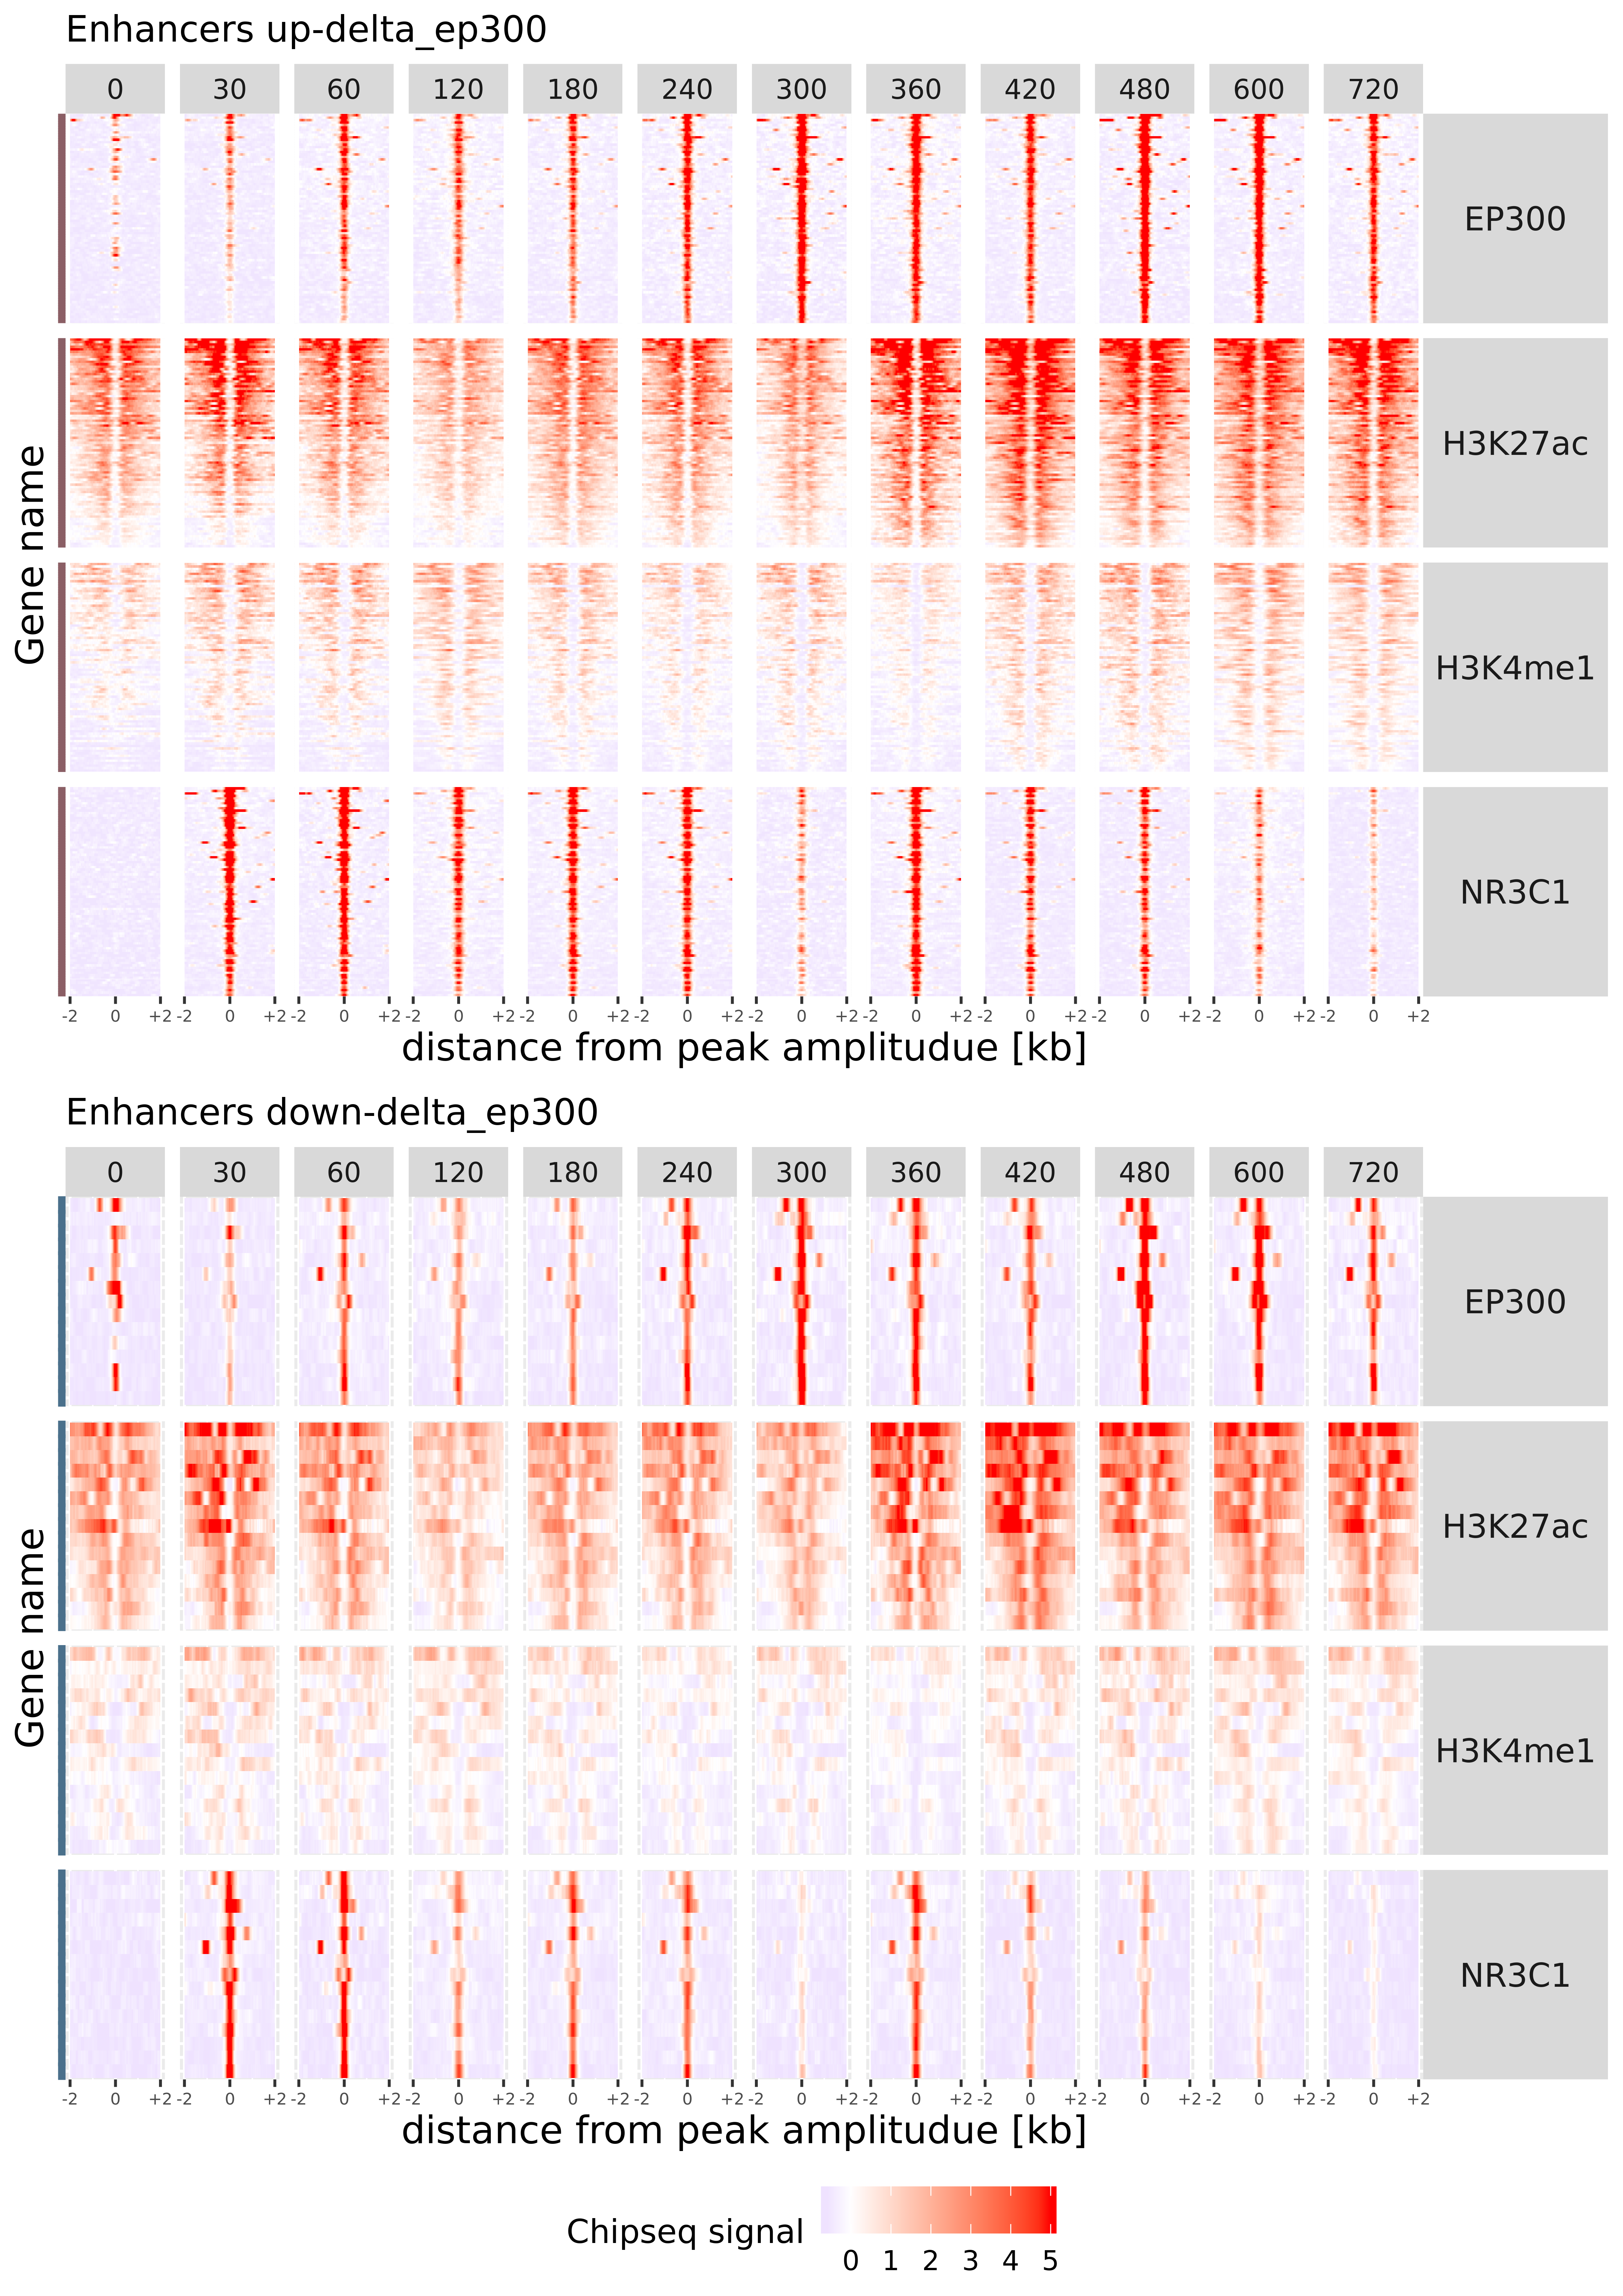 Enhancers up-delta_ep300
0 30 60 120 180 240 300 360 420 480 600 720
EP300
H3K27ac
H3K4me1
NR3C1
Gene name
-2 0 +2 -2 0 +2 -2 0 +2 -2 0 +2 -2 0 +2 -2 0 +2 -2 0 +2 -2 0 +2 -2 0 +2 -2 0 +2 -2 0 +2 -2 0 +2
distance from peak amplitudue [kb]
Enhancers down-delta_ep300
0 30 60 120 180 240 300 360 420 480 600 720
EP300
H3K27ac
H3K4me1
NR3C1
Gene name
-2 0 +2 -2 0 +2 -2 0 +2 -2 0 +2 -2 0 +2 -2 0 +2 -2 0 +2 -2 0 +2 -2 0 +2 -2 0 +2 -2 0 +2 -2 0 +2
distance from peak amplitudue [kb]
Chipseq signal
0 1 2 3 4 5